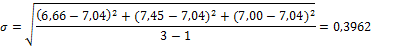 σ = √(((6,66 − 7,04)² + (7,45 − 7,04)² + (7,00 − 7,04)²) / (3 − 1)) = 0,3962